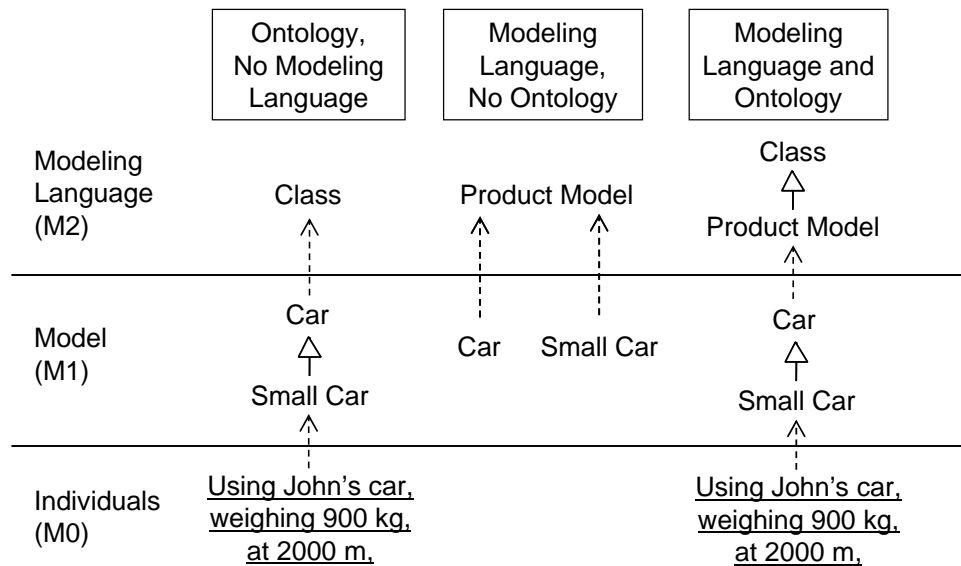 Ontology,
No Modeling
Language
Modeling
Language,
No Ontology
Modeling
Language and
Ontology
Modeling
Language
(M2)
Class
Product Model
Class
Product Model
Model
(M1)
Car
Small Car
Car
Small Car
Car
Small Car
Individuals
(M0)
Using John's car,
weighing 900 kg,
at 2000 m,
Using John's car,
weighing 900 kg,
at 2000 m,